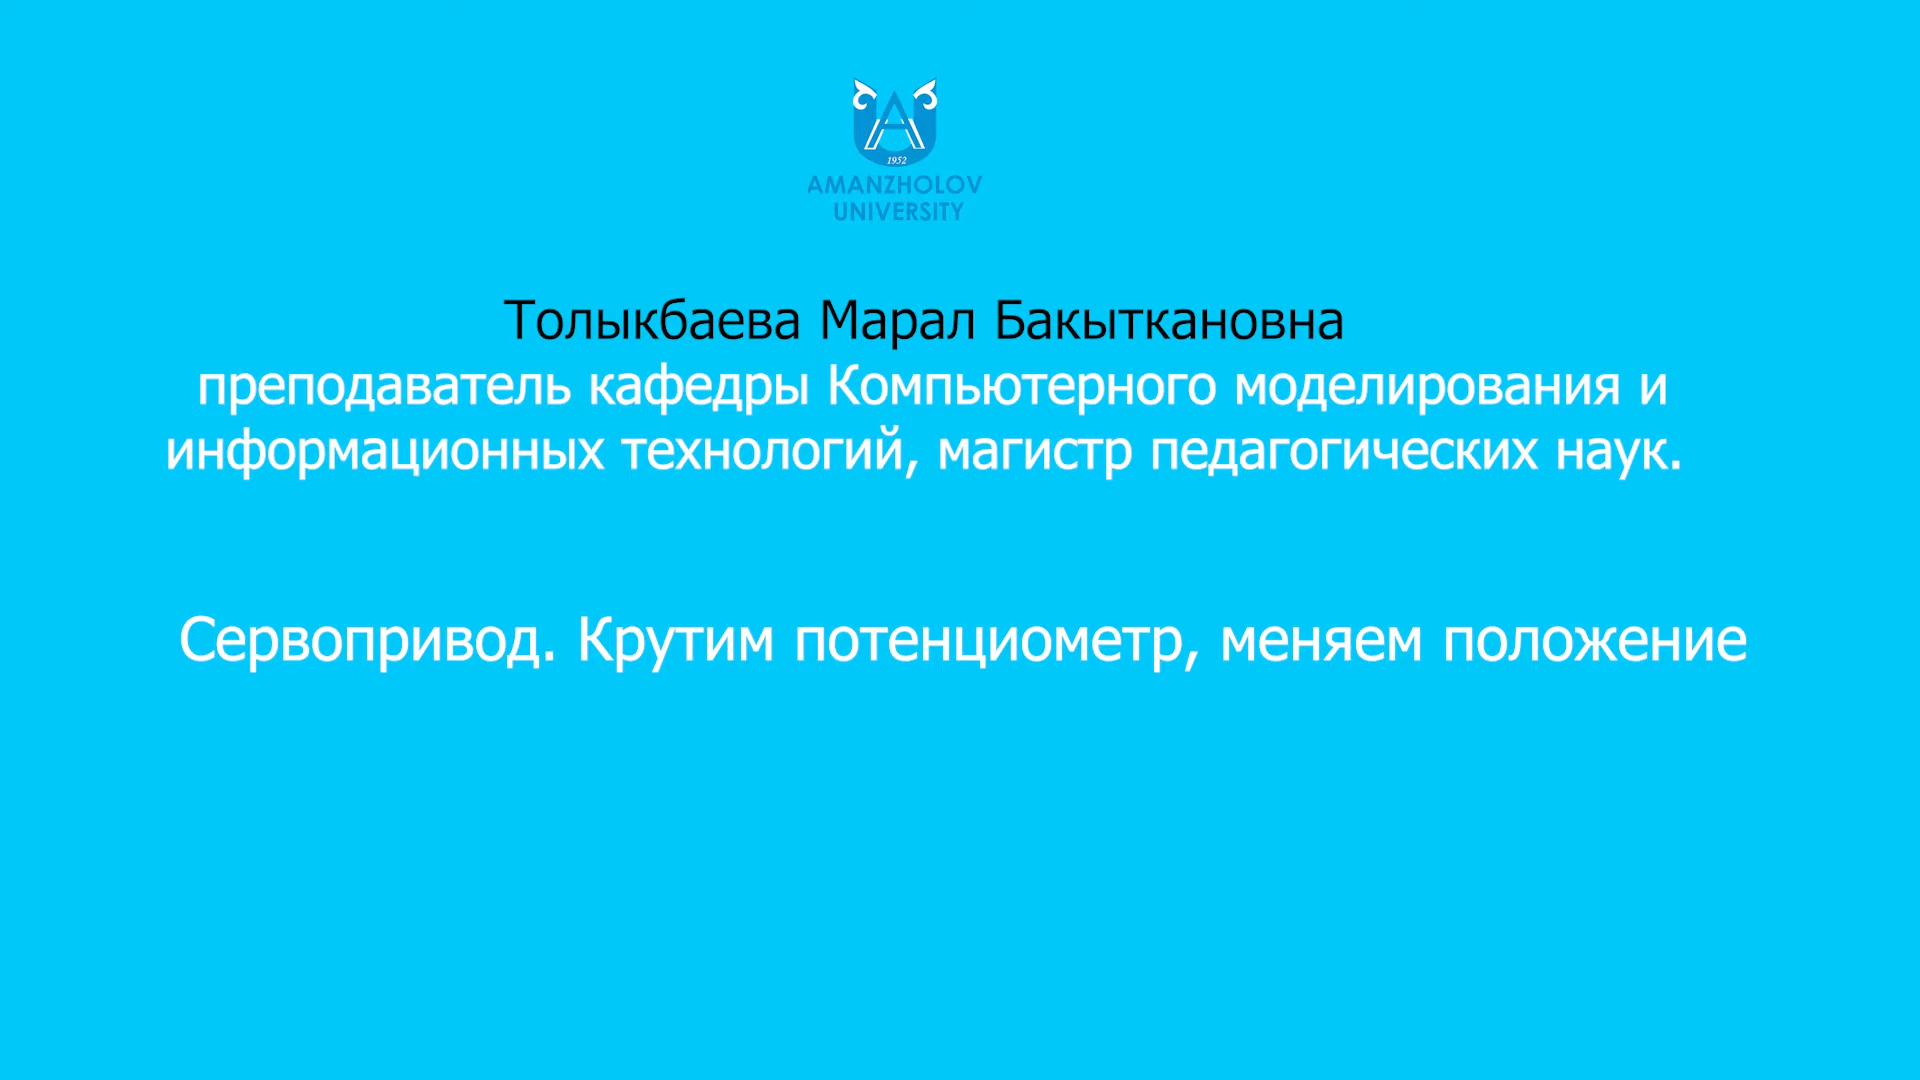 1952
AMANZHOLOV
UNIVERSITY
Толыкбаева Марал Бакыткановна
преподаватель кафедры Компьютерного моделирования и
информационных технологий, магистр педагогических наук.
Сервопривод. Крутим потенциометр, меняем положение